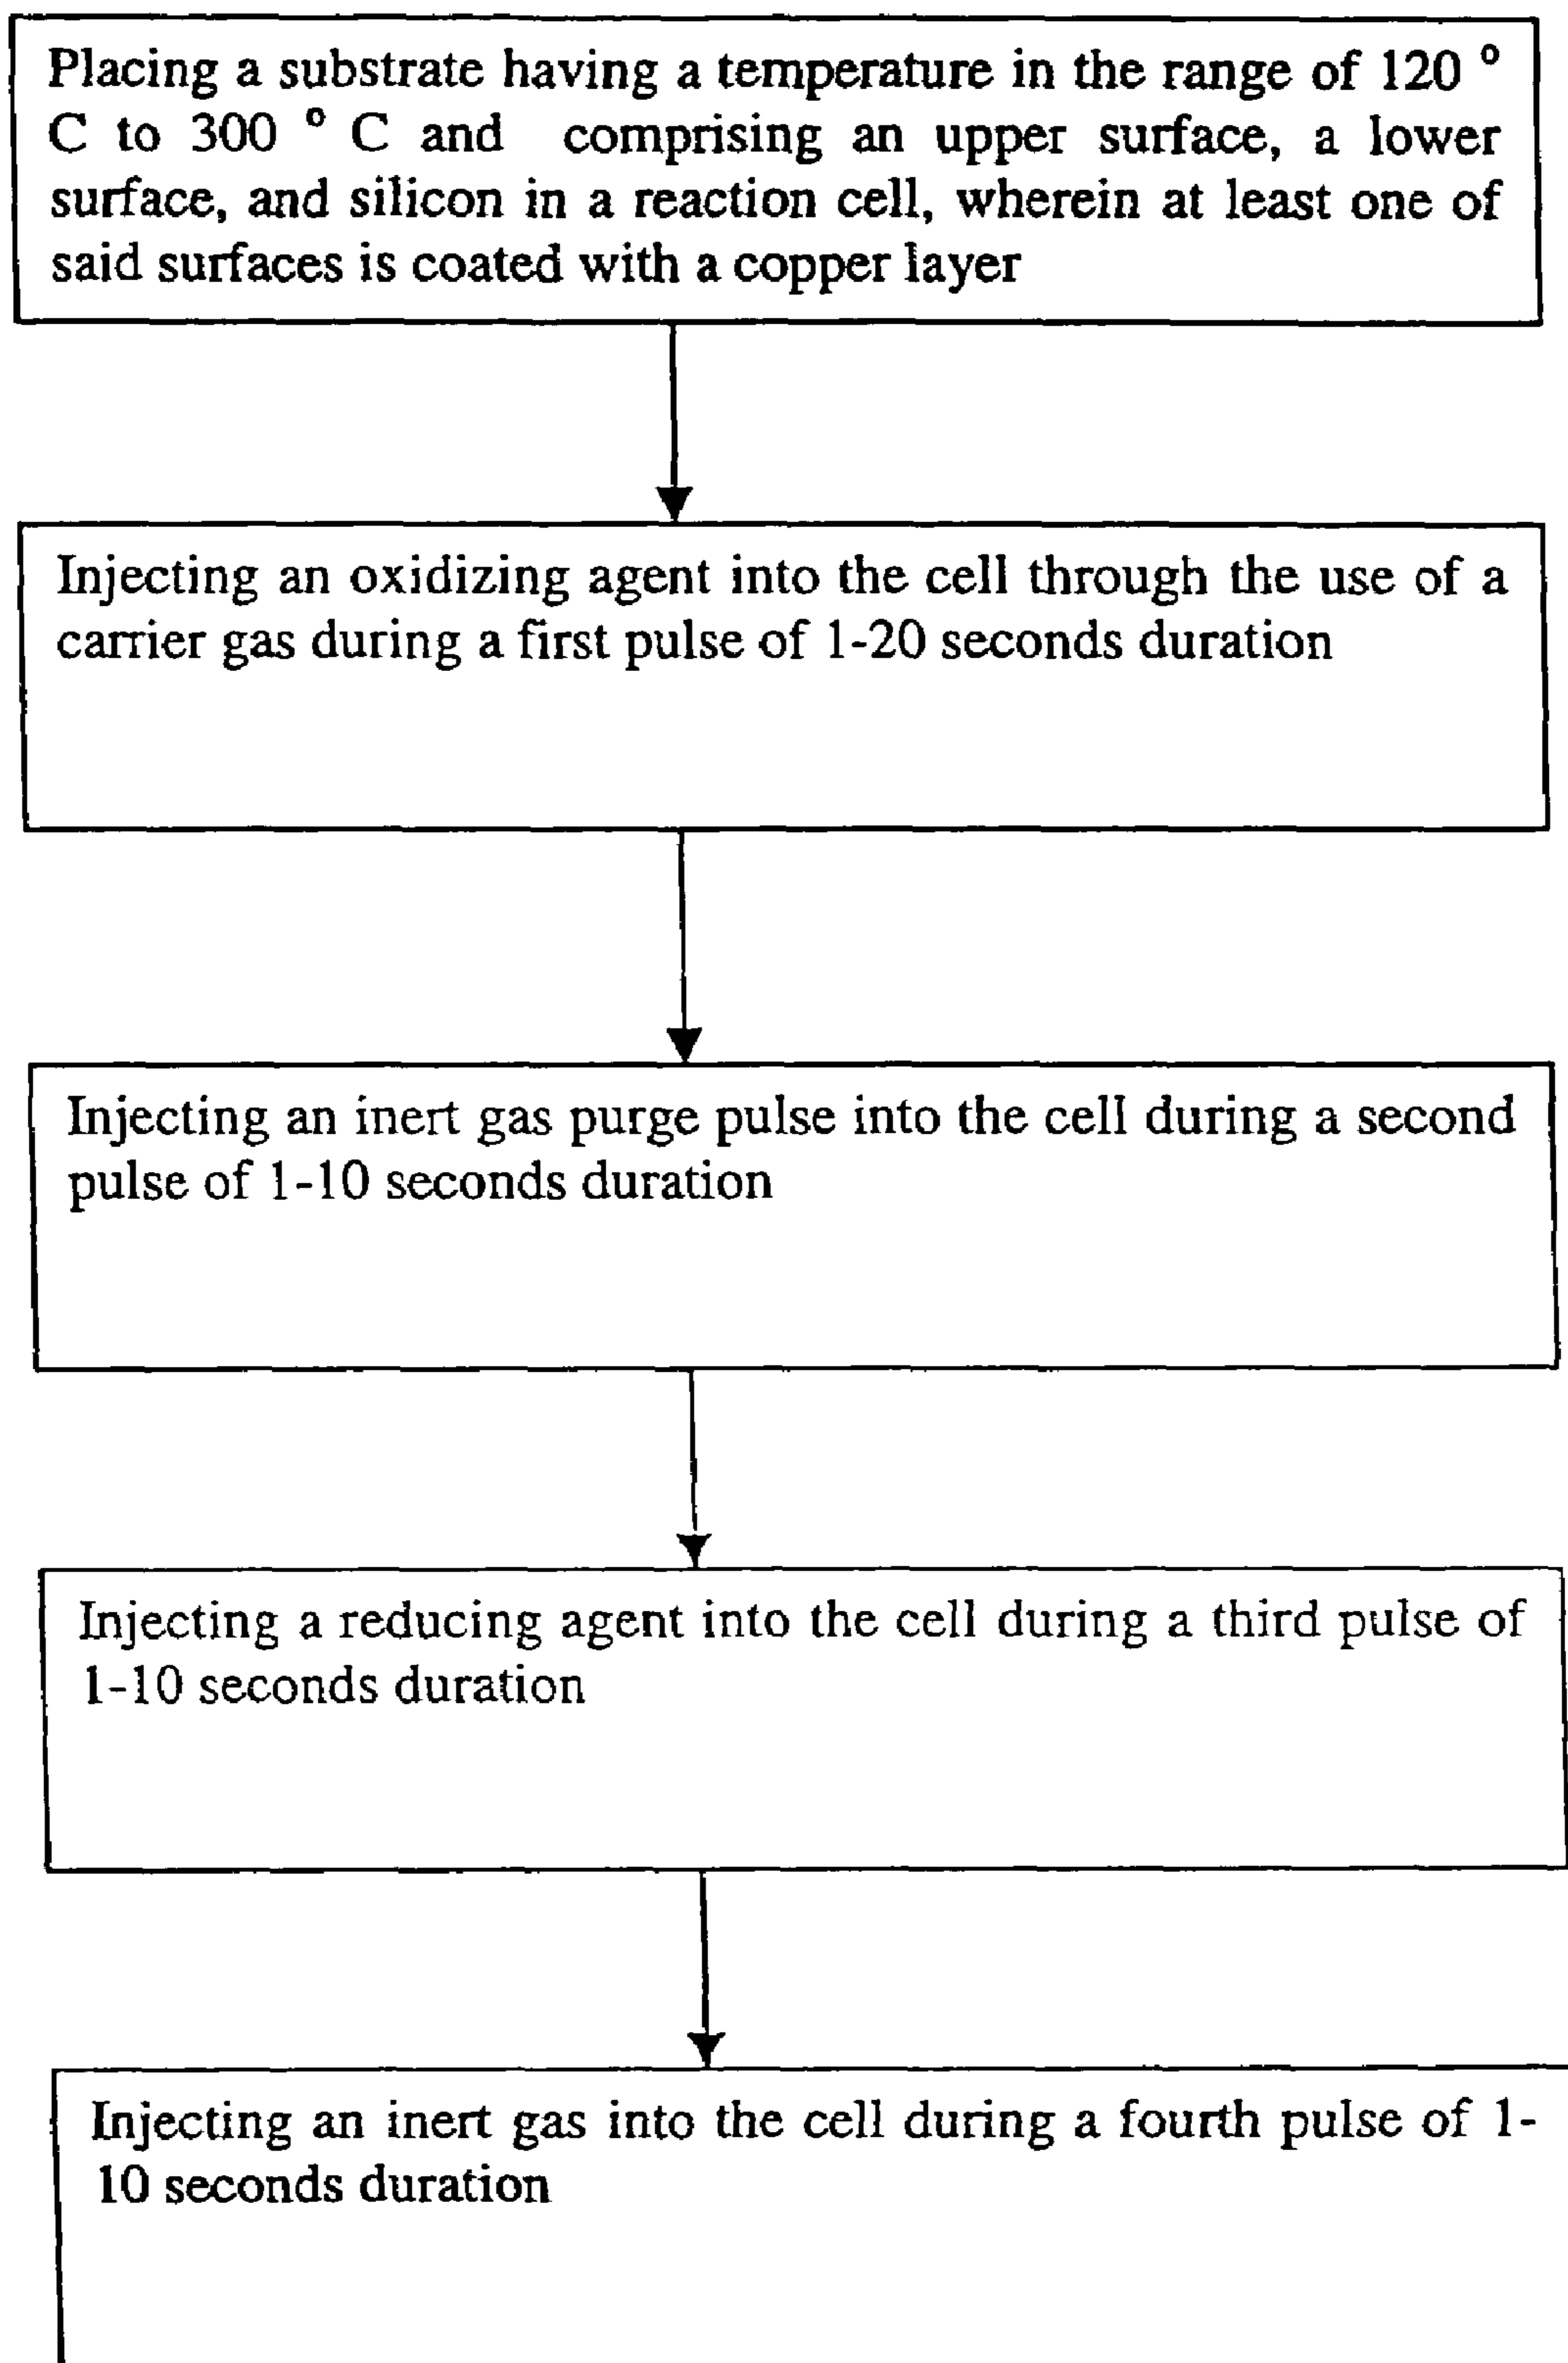 Placing a substrate having a temperature in the range of 120 °
C to 300 ° C and comprising an upper surface, a lower
surface, and silicon in a reaction cell, wherein at least one of
said surfaces is coated with a copper layer
Injecting an oxidizing agent into the cell through the use of a
carrier gas during a first pulse of 1-20 seconds duration
Injecting an inert gas purge pulse into the cell during a second
pulse of 1-10 seconds duration
Injecting a reducing agent into the cell during a third pulse of
1-10 seconds duration
Injecting an inert gas into the cell during a fourth pulse of 1-
10 seconds duration